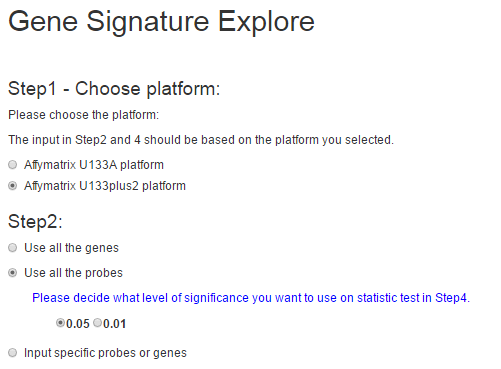 Gene Signature Explore
Step1 - Choose platform:
Please choose the platform:
The input in Step2 and 4 should be based on the platform you selected.
Affymatrix U133A platform
Affymatrix U133plus2 platform
Step2:
Use all the genes
Use all the probes
Please decide what level of significance you want to use on statistic test in Step4.
0.05 0.01
Input specific probes or genes